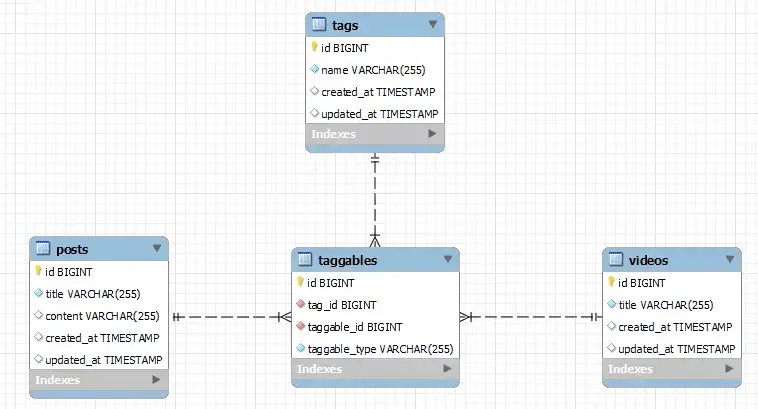 tags
id BIGINT
name VARCHAR(255)
created_at TIMESTAMP
updated_at TIMESTAMP
Indexes
posts
id BIGINT
title VARCHAR(255)
content VARCHAR(255)
created_at TIMESTAMP
updated_at TIMESTAMP
Indexes
taggables
id BIGINT
tag_id BIGINT
taggable_id BIGINT
taggable_type VARCHAR(255)
Indexes
videos
id BIGINT
title VARCHAR(255)
created_at TIMESTAMP
updated_at TIMESTAMP
Indexes